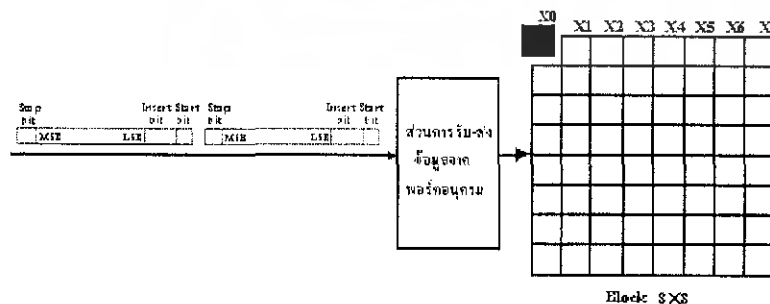 X0 X1 X2 X3 X4 X5 X6 X
Stop bit Insert bit Start bit Stop bit Insert bit Start bit
MSB LSB MSB LSB
ส่วนการรับ-ส่ง
ข้อมูลจาก
พอร์ตอนุกรม
Block 8X8